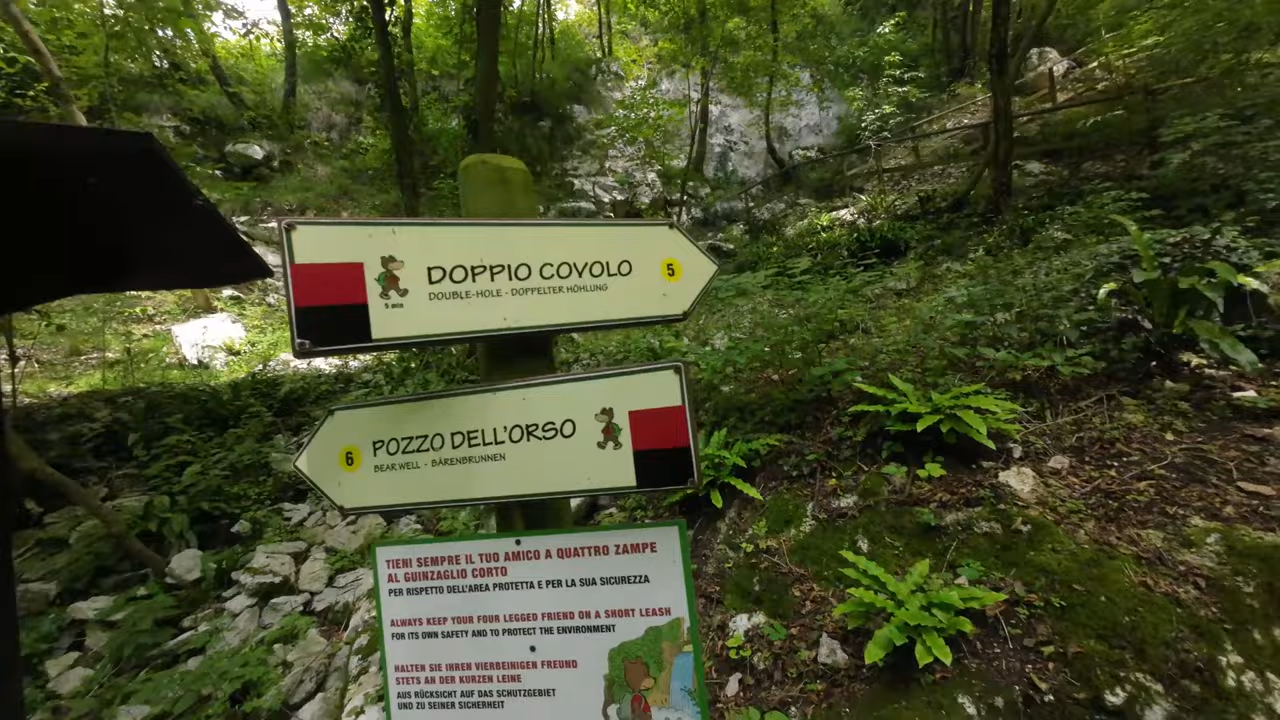 DOPPIO COVOLO
5
DOUBLE-HOLE - DOPPELTER HÖHLUNG
5 min
6
POZZO DELL'ORSO
BEAR WELL - BÄRENBRUNNEN
TIENI SEMPRE IL TUO AMICO A QUATTRO ZAMPE
AL GUINZAGLIO CORTO
PER RISPETTO DELL'AREA PROTETTA E PER LA SUA SICUREZZA
ALWAYS KEEP YOUR FOUR LEGGED FRIEND ON A SHORT LEASH
FOR ITS OWN SAFETY AND TO PROTECT THE ENVIRONMENT
HALTEN SIE IHREN VIERBEINIGEN FREUND
STETS AN DER KURZEN LEINE
AUS RÜCKSICHT AUF DAS SCHUTZGEBIET
UND ZU SEINER SICHERHEIT